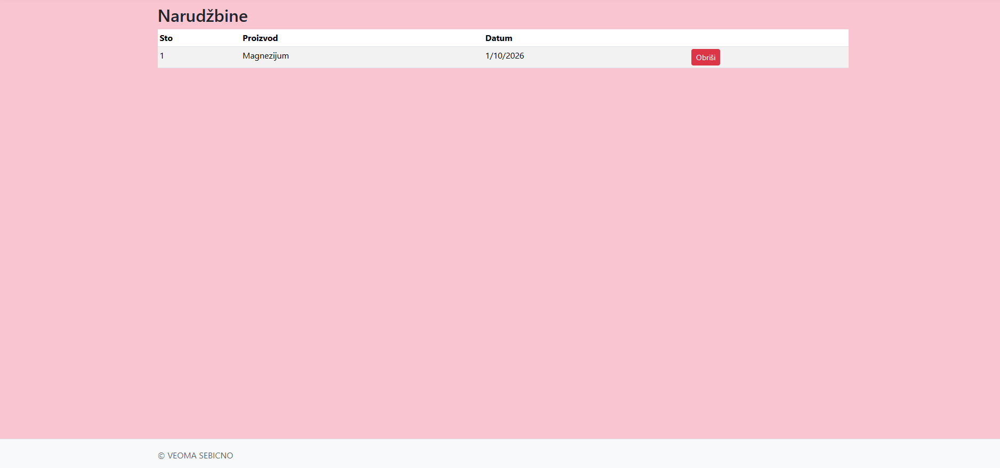 Narudžbine
Sto Proizvod Datum
1 Magnezijum 1/10/2026 Obriši
© VEOMA SEBICNO